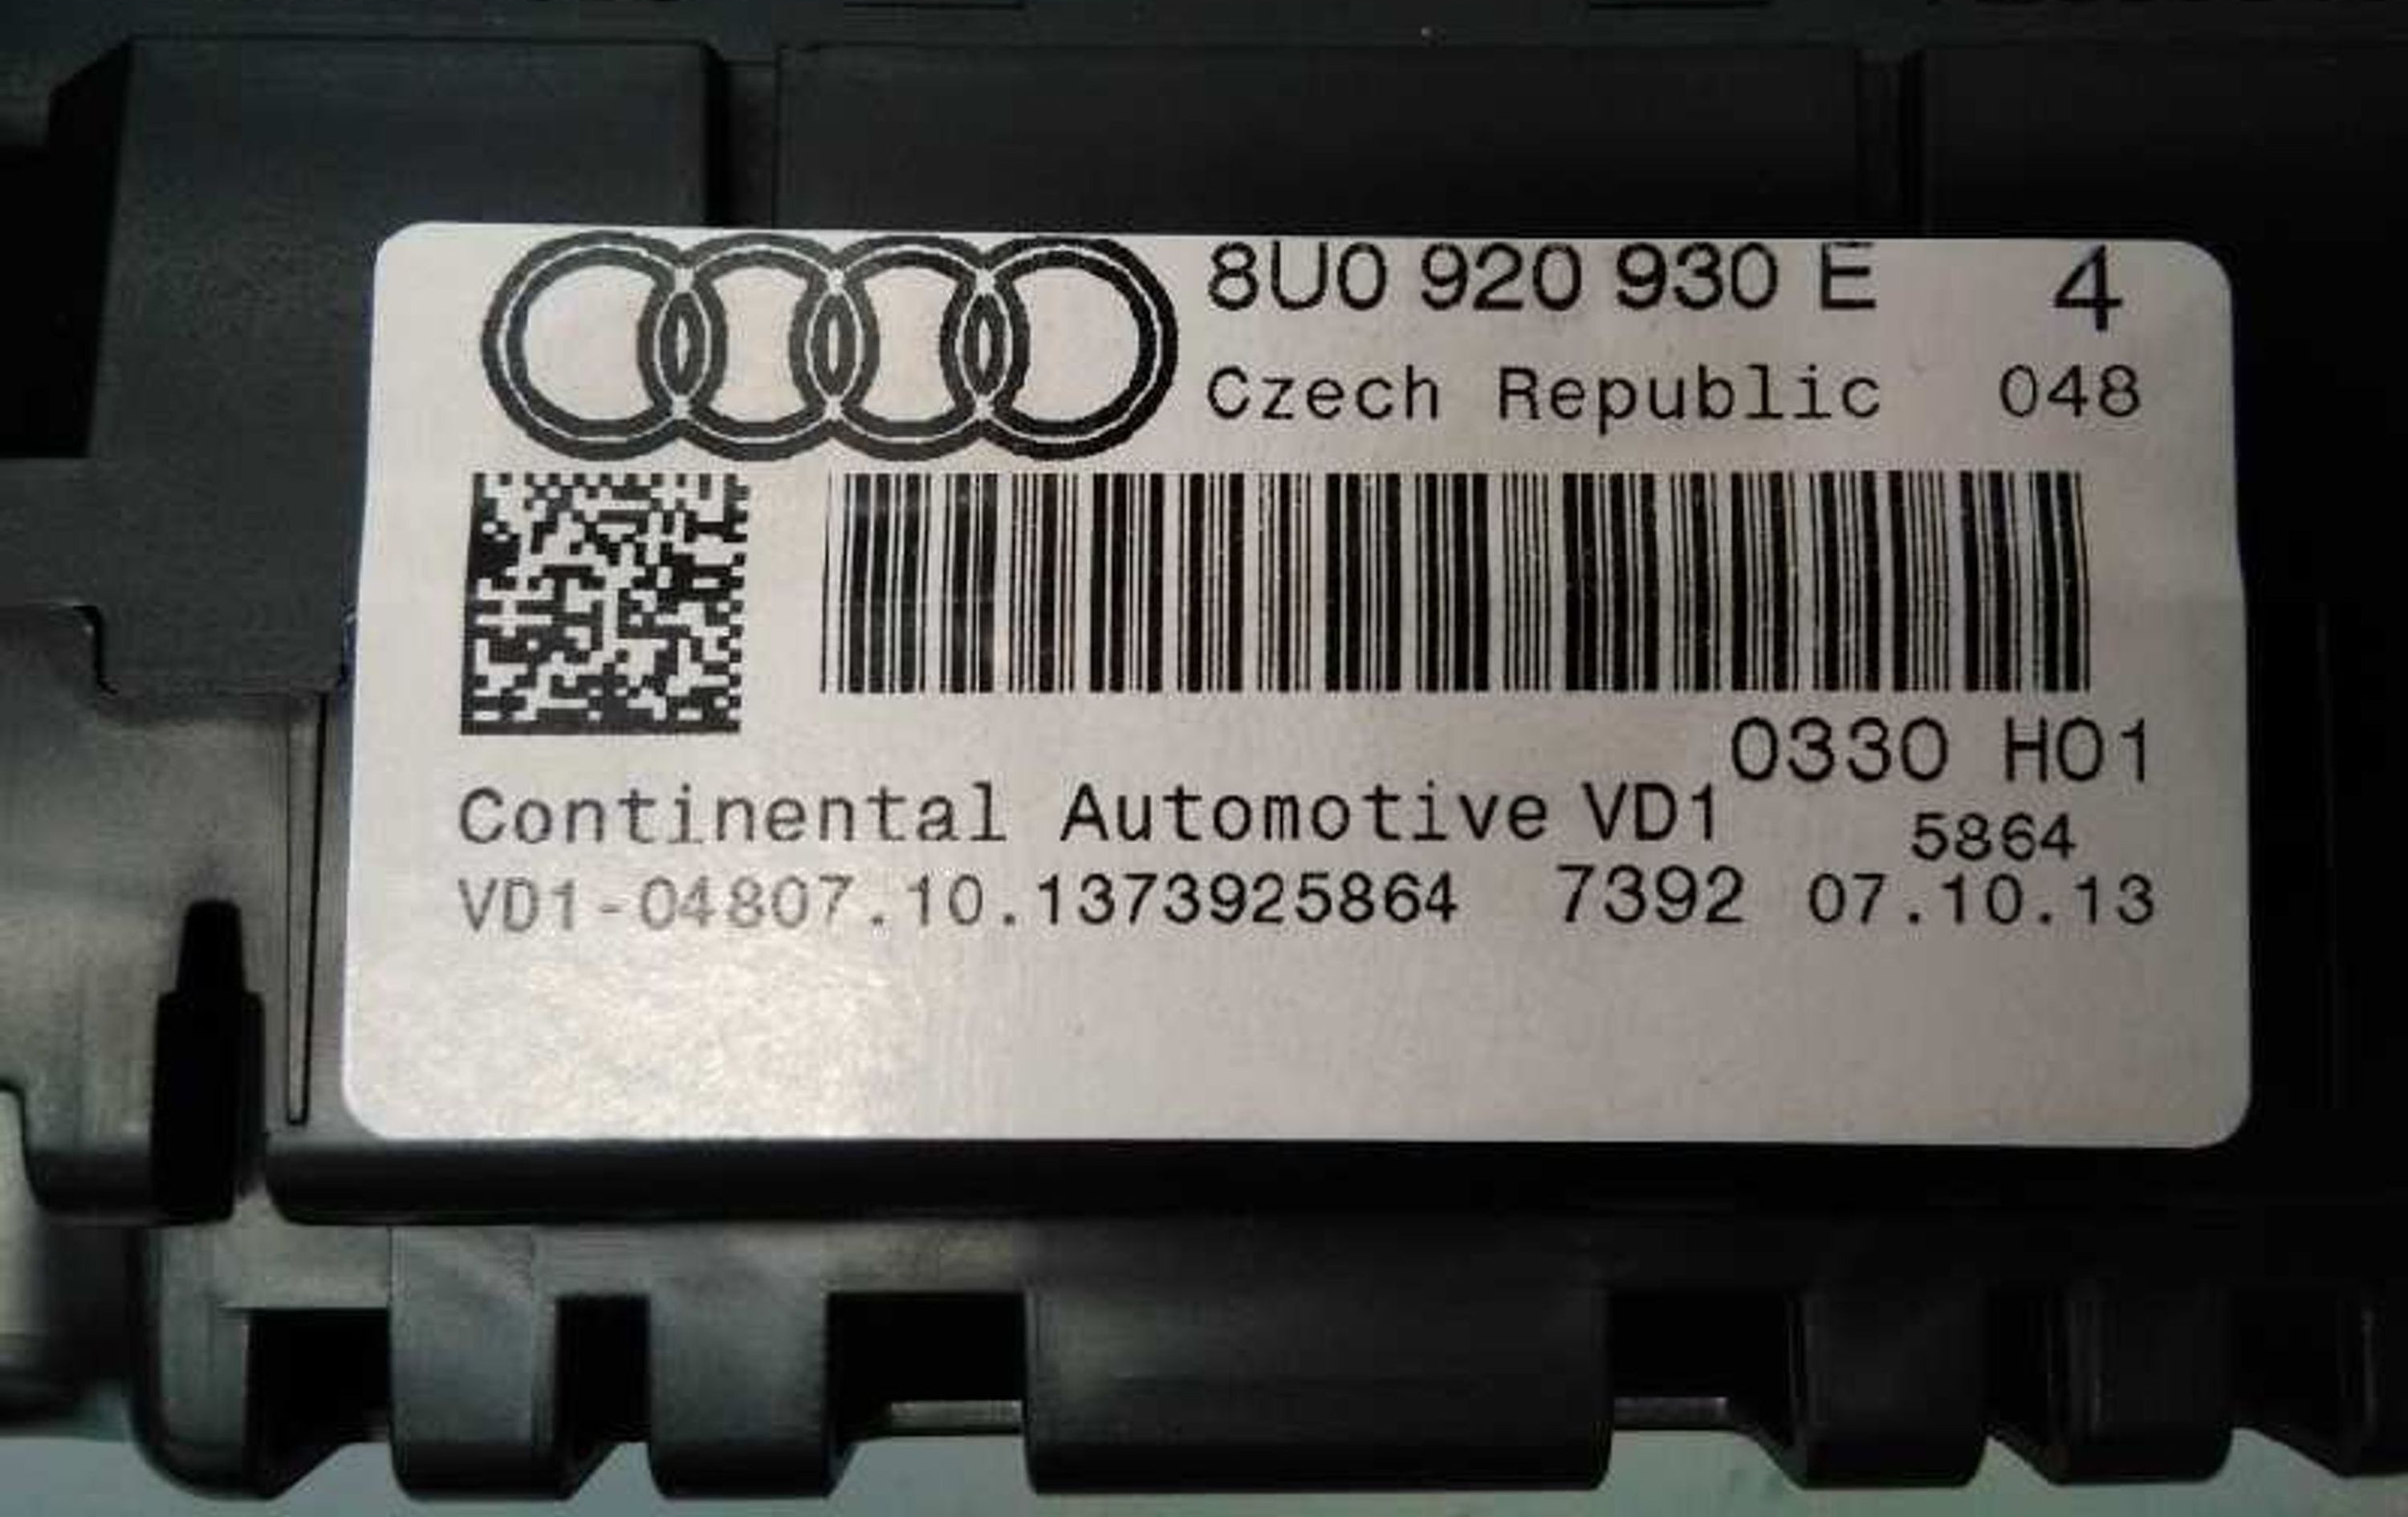 8U0 920 930 E 4
Czech Republic 048
0330 H01
Continental Automotive VD1 5864
VD1-04807.10.1373925864 7392 07.10.13